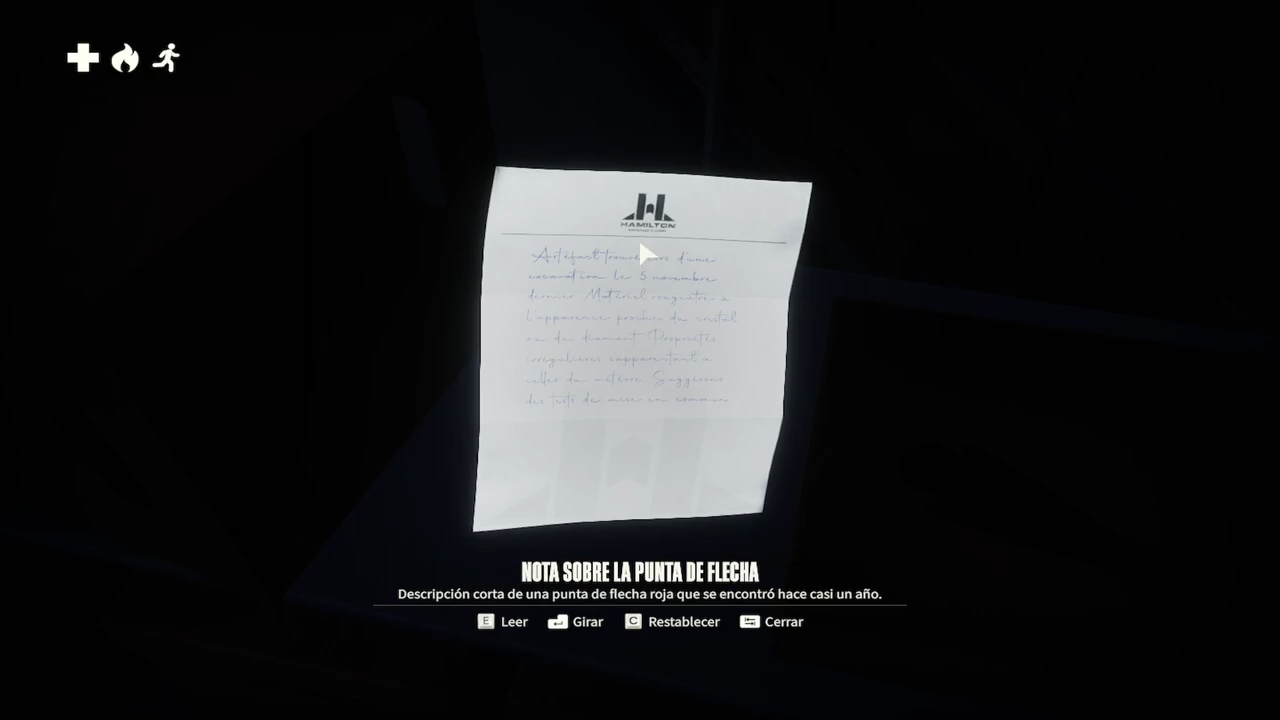 HAMILTON
Artefact trouvé lors d'une
excavation le 5 novembre
dernier Matériel rougeatre à
l'apparence proche du cristal
ou du diamant Propriétés
irrégulières s'apparentant à
celles du météore Suggérons
des tests de mise en commun
NOTA SOBRE LA PUNTA DE FLECHA
Descripción corta de una punta de flecha roja que se encontró hace casi un año.
E Leer Girar C Restablecer Cerrar